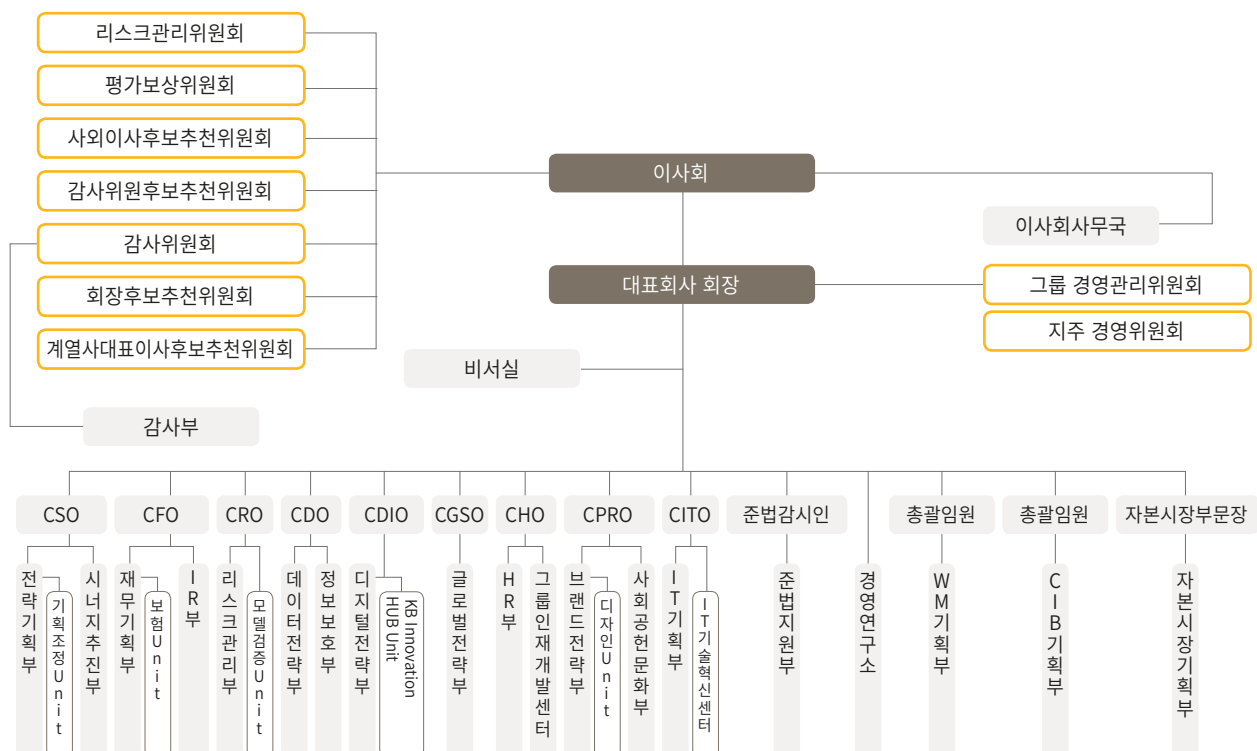 리스크관리위원회
평가보상위원회
사외이사후보추천위원회
감사위원후보추천위원회
감사위원회
회장후보추천위원회
계열사대표이사후보추천위원회
감사부
이사회
이사회사무국
대표회사 회장
그룹 경영관리위원회
지주 경영위원회
비서실
CSO
CFO
CRO
CDO
CDIO
CGSO
CHO
CPRO
CITO
준법감시인
총괄임원
총괄임원
자본시장부문장
전략기획부
기획조정Unit
시너지추진부
재무기획부
보험Unit
IR부
리스크관리부
모델검증Unit
데이터전략부
정보보호부
디지털전략부
KB Innovation
HUB Unit
글로벌전략부
HR부
그룹인재개발센터
브랜드전략부
디자인Unit
사회공헌문화부
IT기획부
IT기술혁신센터
준법지원부
경영연구소
WM기획부
CIB기획부
자본시장기획부